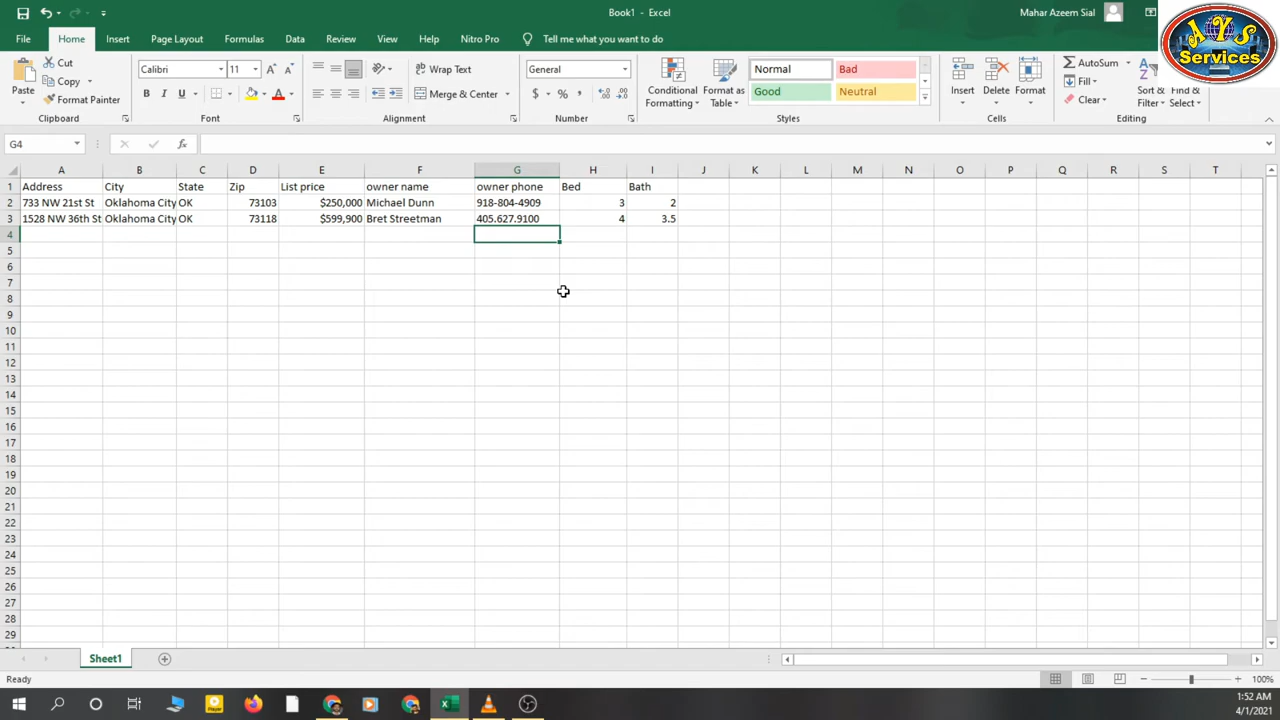 Book1 - Excel
Mahar Azeem Sial
AYS
Services
File Home Insert Page Layout Formulas Data Review View Help Nitro Pro Tell me what you want to do
Paste
Cut
Copy
Format Painter
Clipboard
Calibri 11
B I U
Font
Wrap Text
Merge & Center
Alignment
General
$ % ,
Number
Conditional
Formatting
Format as
Table
Normal Bad
Good Neutral
Styles
Insert Delete Format
Cells
AutoSum
Fill
Clear
Sort &
Filter
Find &
Select
Editing
G4
fx
A B C D E F G H I J K L M N O P Q R S T
1 Address City State Zip List price owner name owner phone Bed Bath
2 733 NW 21st St Oklahoma City OK 73103 $250,000 Michael Dunn 918-804-4909 3 2
3 1528 NW 36th St Oklahoma City OK 73118 $599,900 Bret Streetman 405.627.9100 4 3.5
4
5
6
7
8
9
10
11
12
13
14
15
16
17
18
19
20
21
22
23
24
25
26
27
28
29
Sheet1
Ready
100%
1:52 AM
4/1/2021